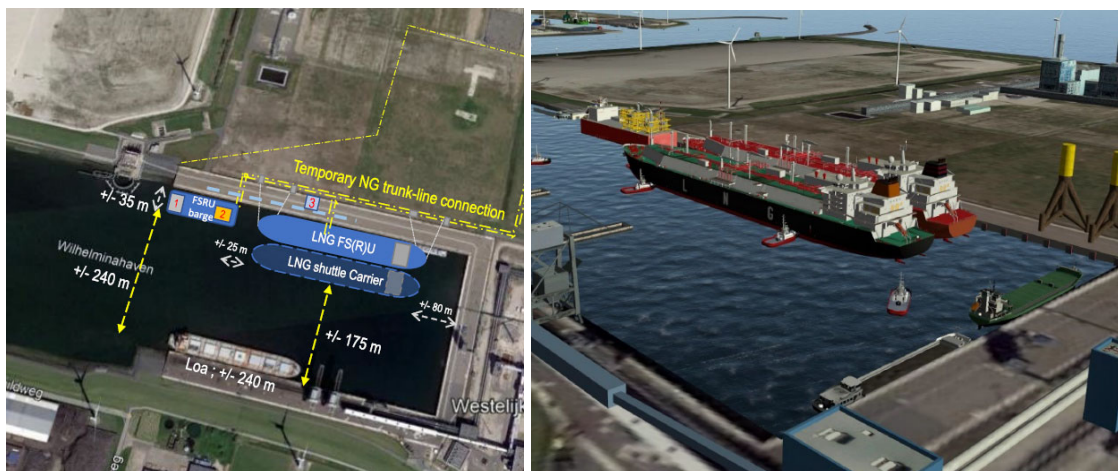 Temporary NG trunk-line connection
+/- 35 m
1
FSRU
barge
2
3
LNG FS(R)U
+/- 25 m
LNG shuttle Carrier
Wilhelminahaven
+/- 240 m
+/- 80 m
+/- 175 m
Loa ; +/- 240 m
Westelijk
L N G